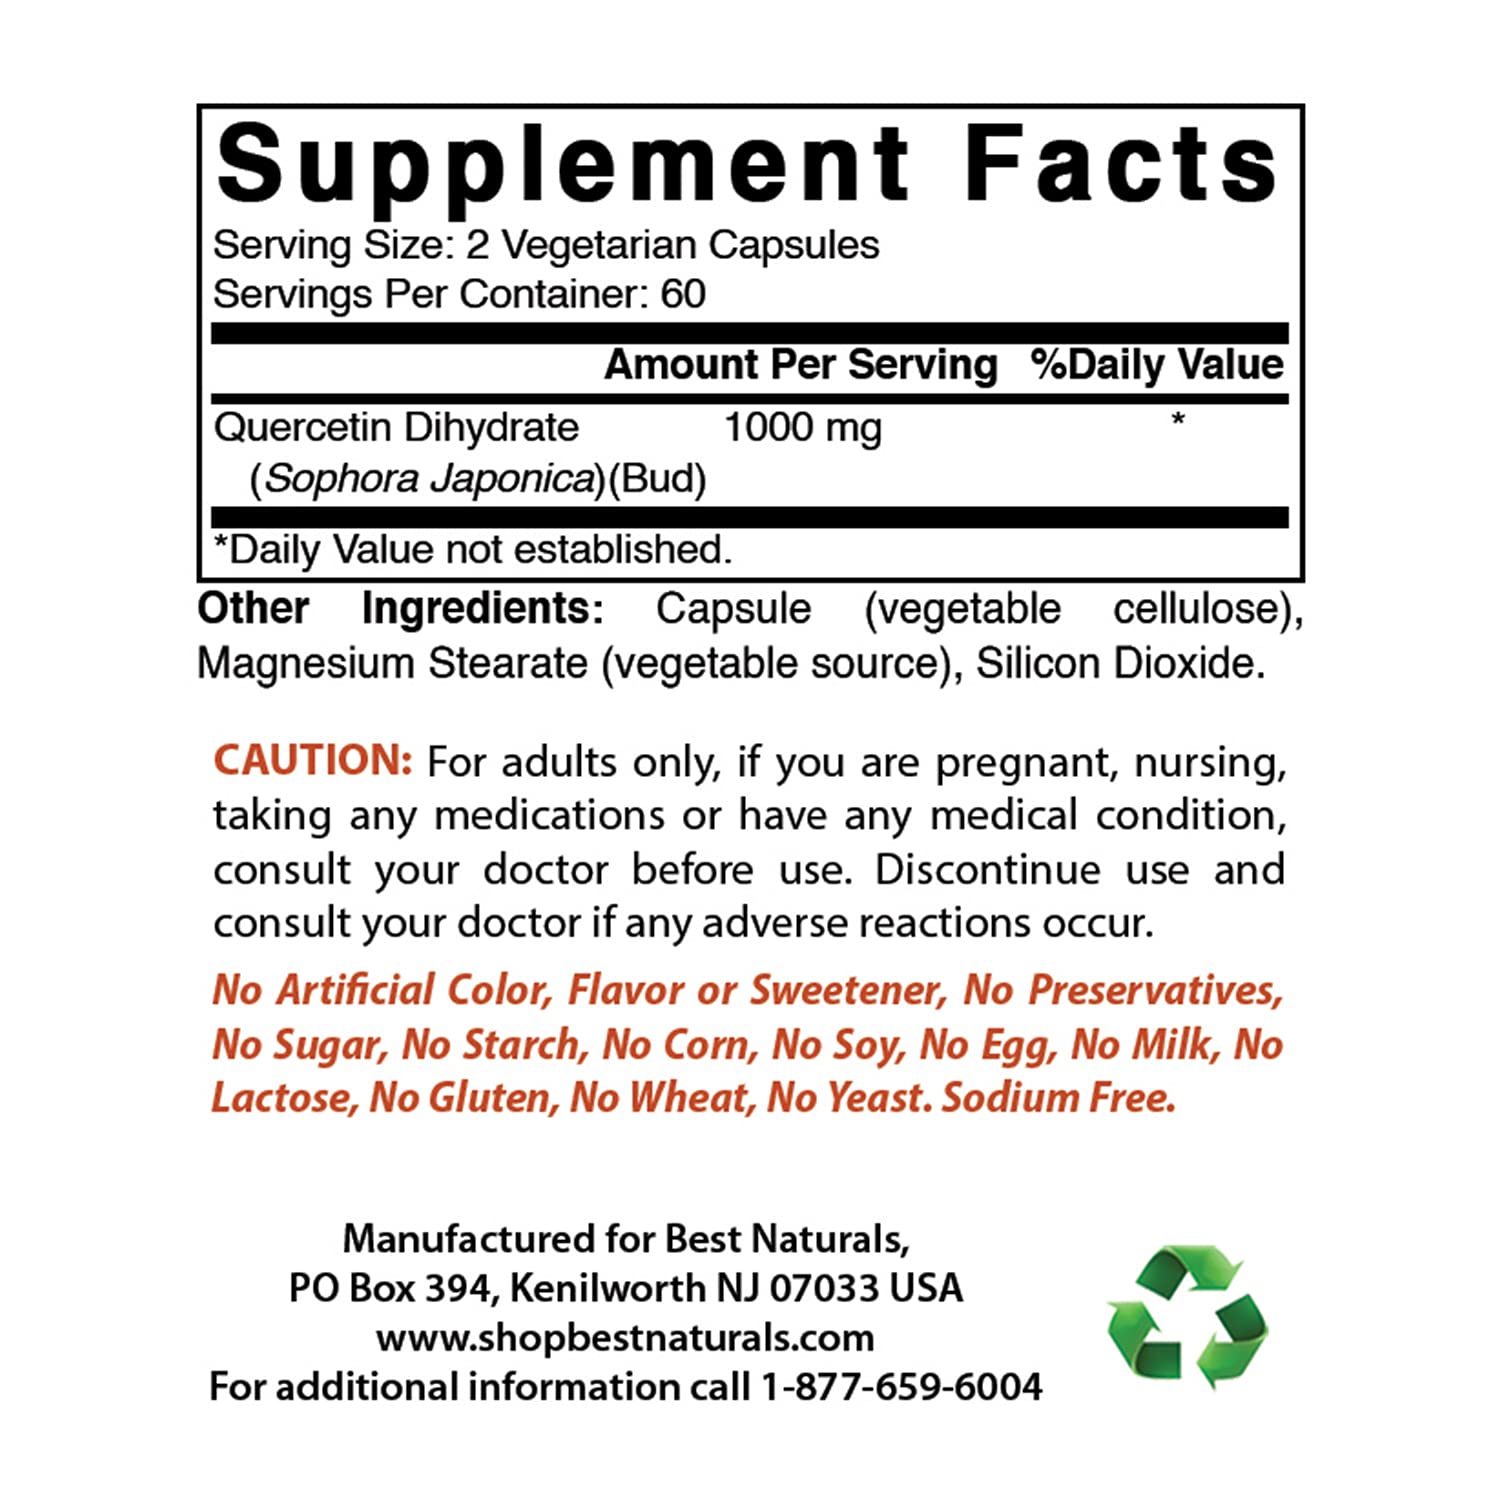 Supplement Facts
Serving Size: 2 Vegetarian Capsules
Servings Per Container: 60
Amount Per Serving %Daily Value
Quercetin Dihydrate 1000 mg *
(Sophora Japonica)(Bud)
*Daily Value not established.
Other Ingredients: Capsule (vegetable cellulose),
Magnesium Stearate (vegetable source), Silicon Dioxide.
CAUTION: For adults only, if you are pregnant, nursing,
taking any medications or have any medical condition,
consult your doctor before use. Discontinue use and
consult your doctor if any adverse reactions occur.
No Artificial Color, Flavor or Sweetener, No Preservatives,
No Sugar, No Starch, No Corn, No Soy, No Egg, No Milk, No
Lactose, No Gluten, No Wheat, No Yeast. Sodium Free.
Manufactured for Best Naturals,
PO Box 394, Kenilworth NJ 07033 USA
www.shopbestnaturals.com
For additional information call 1-877-659-6004